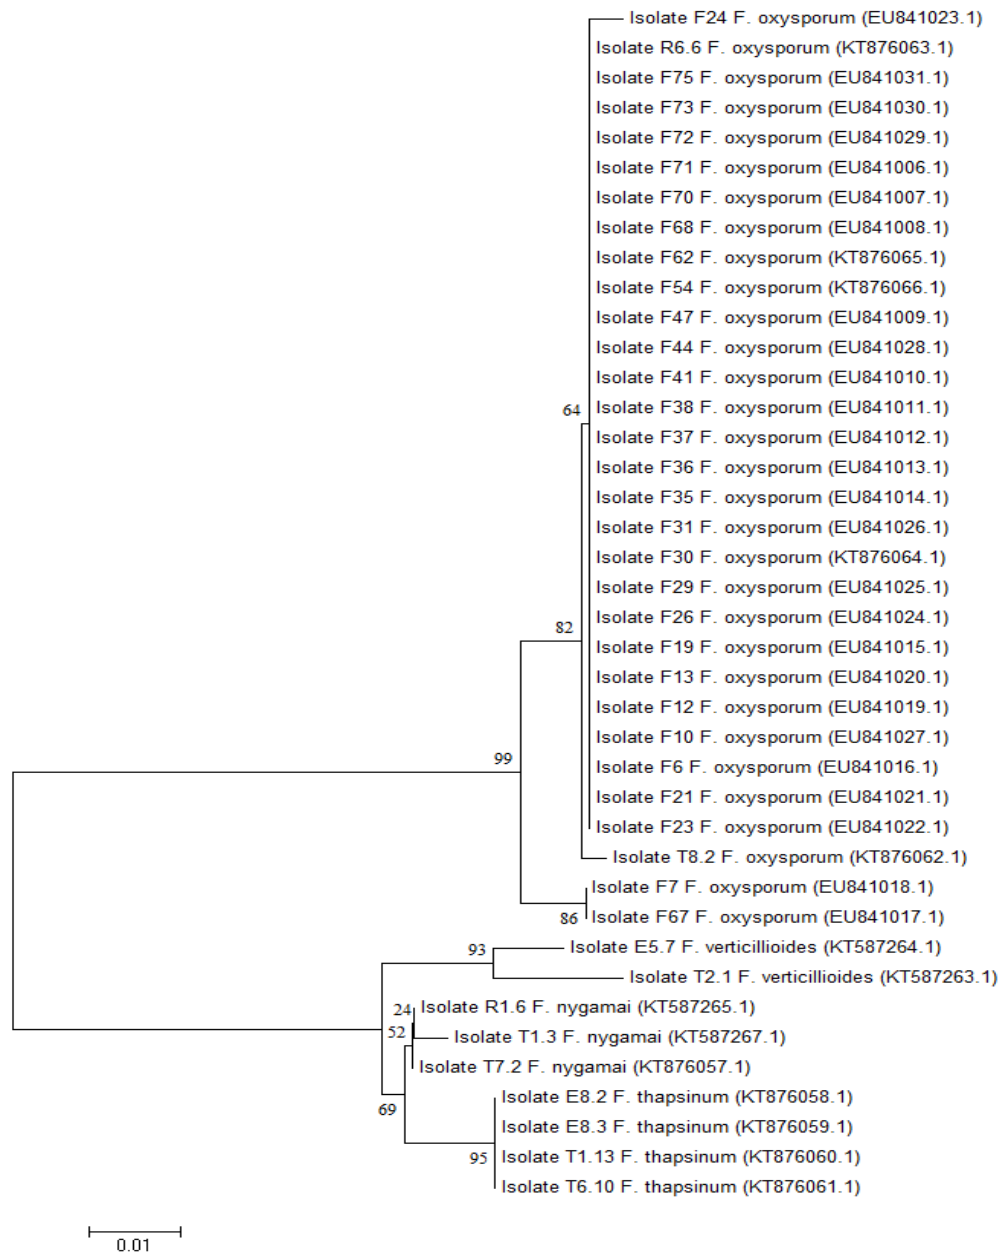 Isolate F24 F. oxysporum (EU841023.1)
Isolate R6.6 F. oxysporum (KT876063.1)
Isolate F75 F. oxysporum (EU841031.1)
Isolate F73 F. oxysporum (EU841030.1)
Isolate F72 F. oxysporum (EU841029.1)
Isolate F71 F. oxysporum (EU841006.1)
Isolate F70 F. oxysporum (EU841007.1)
Isolate F68 F. oxysporum (EU841008.1)
Isolate F62 F. oxysporum (KT876065.1)
Isolate F54 F. oxysporum (KT876066.1)
Isolate F47 F. oxysporum (EU841009.1)
Isolate F44 F. oxysporum (EU841028.1)
Isolate F41 F. oxysporum (EU841010.1)
64
Isolate F38 F. oxysporum (EU841011.1)
Isolate F37 F. oxysporum (EU841012.1)
Isolate F36 F. oxysporum (EU841013.1)
Isolate F35 F. oxysporum (EU841014.1)
Isolate F31 F. oxysporum (EU841026.1)
Isolate F30 F. oxysporum (KT876064.1)
Isolate F29 F. oxysporum (EU841025.1)
Isolate F26 F. oxysporum (EU841024.1)
82
Isolate F19 F. oxysporum (EU841015.1)
Isolate F13 F. oxysporum (EU841020.1)
Isolate F12 F. oxysporum (EU841019.1)
Isolate F10 F. oxysporum (EU841027.1)
99
Isolate F6 F. oxysporum (EU841016.1)
Isolate F21 F. oxysporum (EU841021.1)
Isolate F23 F. oxysporum (EU841022.1)
Isolate T8.2 F. oxysporum (KT876062.1)
Isolate F7 F. oxysporum (EU841018.1)
86
Isolate F67 F. oxysporum (EU841017.1)
93
Isolate E5.7 F. verticillioides (KT587264.1)
Isolate T2.1 F. verticillioides (KT587263.1)
24
Isolate R1.6 F. nygamai (KT587265.1)
52
Isolate T1.3 F. nygamai (KT587267.1)
Isolate T7.2 F. nygamai (KT876057.1)
Isolate E8.2 F. thapsinum (KT876058.1)
69
Isolate E8.3 F. thapsinum (KT876059.1)
95
Isolate T1.13 F. thapsinum (KT876060.1)
Isolate T6.10 F. thapsinum (KT876061.1)
0.01